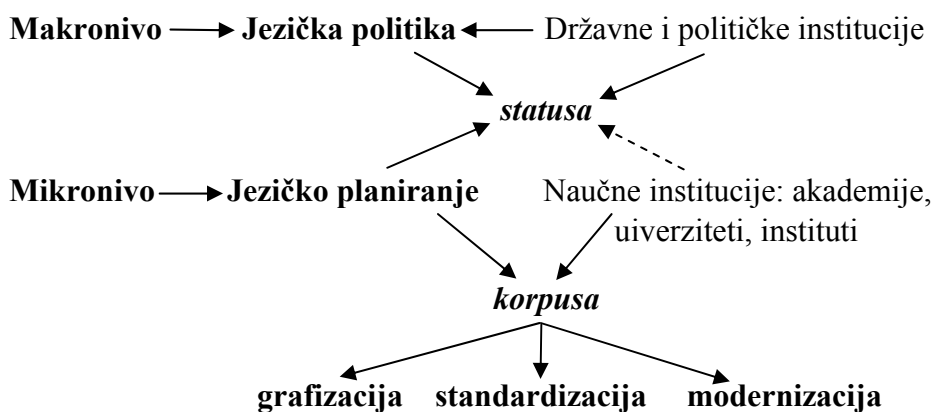 Makronivo Jezička politika Državne i političke institucije
statusa
Mikronivo Jezičko planiranje Naučne institucije: akademije,
uiverziteti, instituti
korpusa
grafizacija standardizacija modernizacija